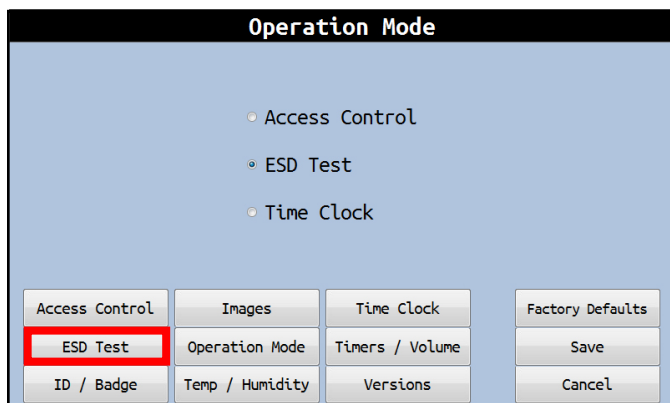 Operation Mode
Access Control
ESD Test
Time Clock
Access Control Images Time Clock Factory Defaults
ESD Test Operation Mode Timers / Volume Save
ID / Badge Temp / Humidity Versions Cancel